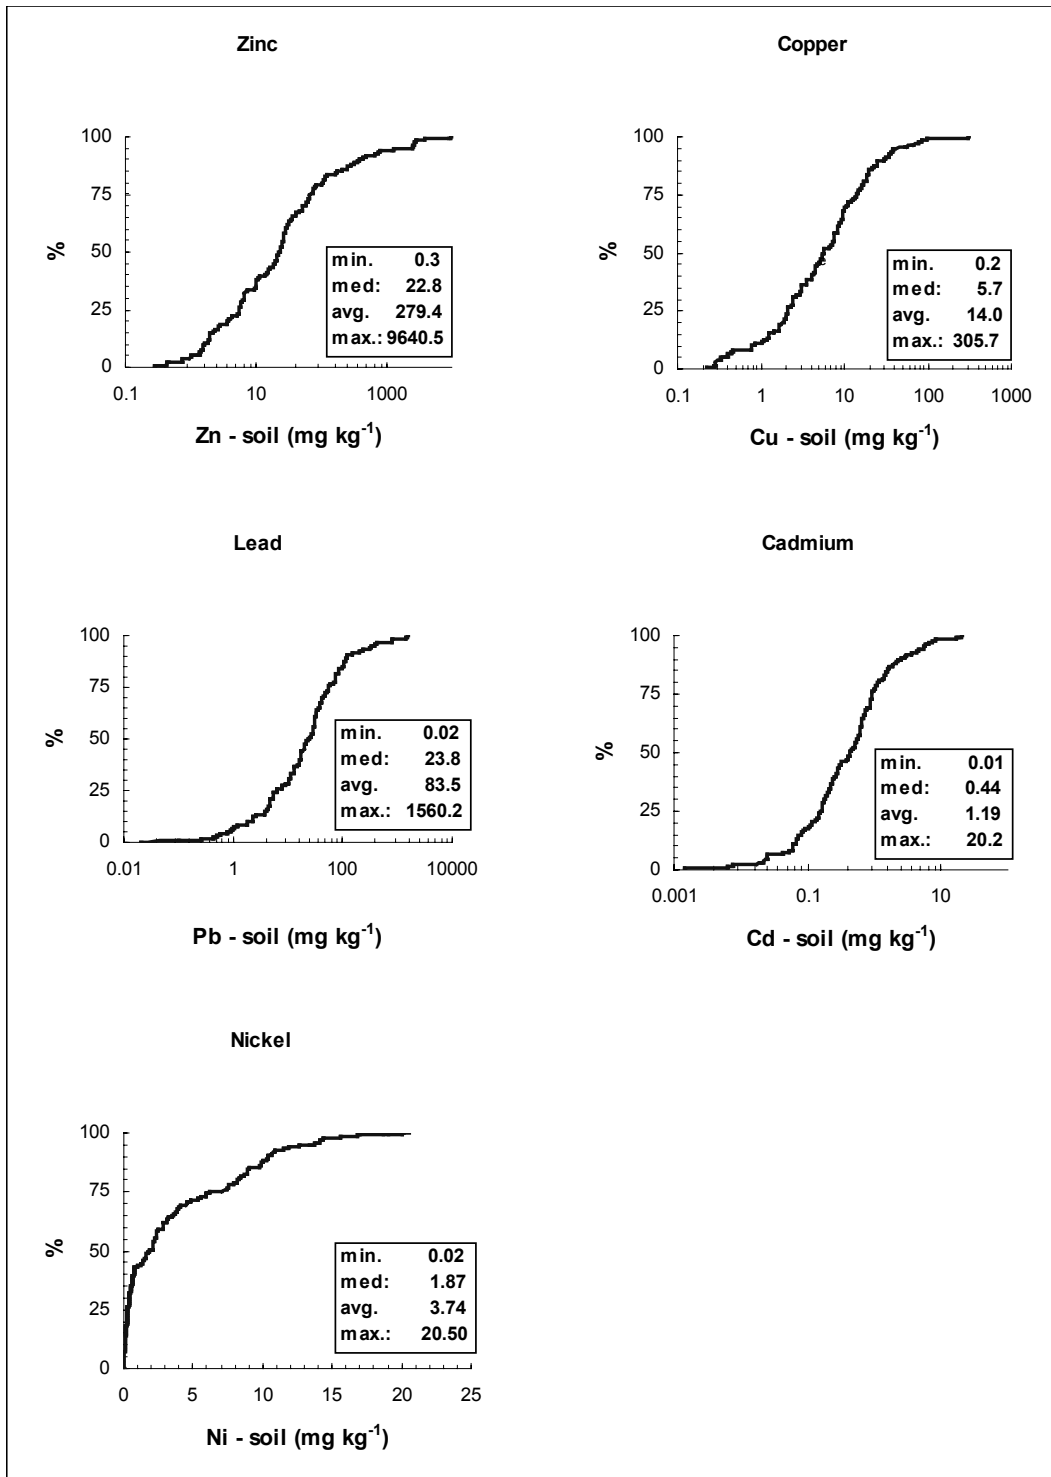 Zinc
100
75
50
25
0
%
min. 0.3
med: 22.8
avg. 279.4
max.: 9640.5
0.1 10 1000
Zn - soil (mg kg⁻¹)
Copper
100
75
50
25
0
%
min. 0.2
med: 5.7
avg. 14.0
max.: 305.7
0.1 1 10 100 1000
Cu - soil (mg kg⁻¹)
Lead
100
75
50
25
0
%
min. 0.02
med: 23.8
avg. 83.5
max.: 1560.2
0.01 1 100 10000
Pb - soil (mg kg⁻¹)
Cadmium
100
75
50
25
0
%
min. 0.01
med: 0.44
avg. 1.19
max.: 20.2
0.001 0.1 10
Cd - soil (mg kg⁻¹)
Nickel
100
75
50
25
0
%
min. 0.02
med: 1.87
avg. 3.74
max.: 20.50
0 5 10 15 20 25
Ni - soil (mg kg⁻¹)